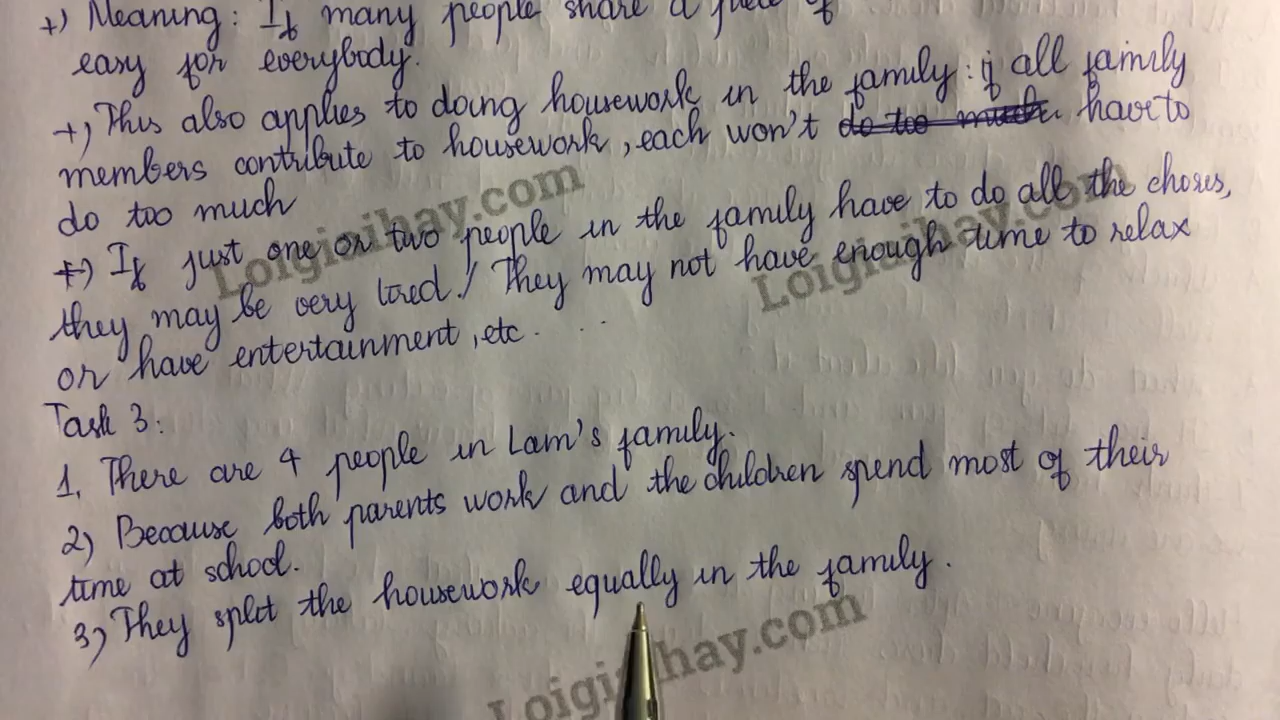 +) Meaning: If many people share a of
easy for everybody.
+) This also applies to doing housework in the family: if all faimily
members contribute to housework, each won't do too much have to
do too much
+) If just one or two people in the family have to do all the chores,
they may be very tired. / They may not have enough time to relax
or have entertainment, etc.
Task 3:
1. There are 4 people in Lam's family.
2) Because both parents work and the children spend most of their
time at school.
3) They split the housework equally in the family.
Loigiaihay.com
Loigiaihay.com
Loigiaihay.com